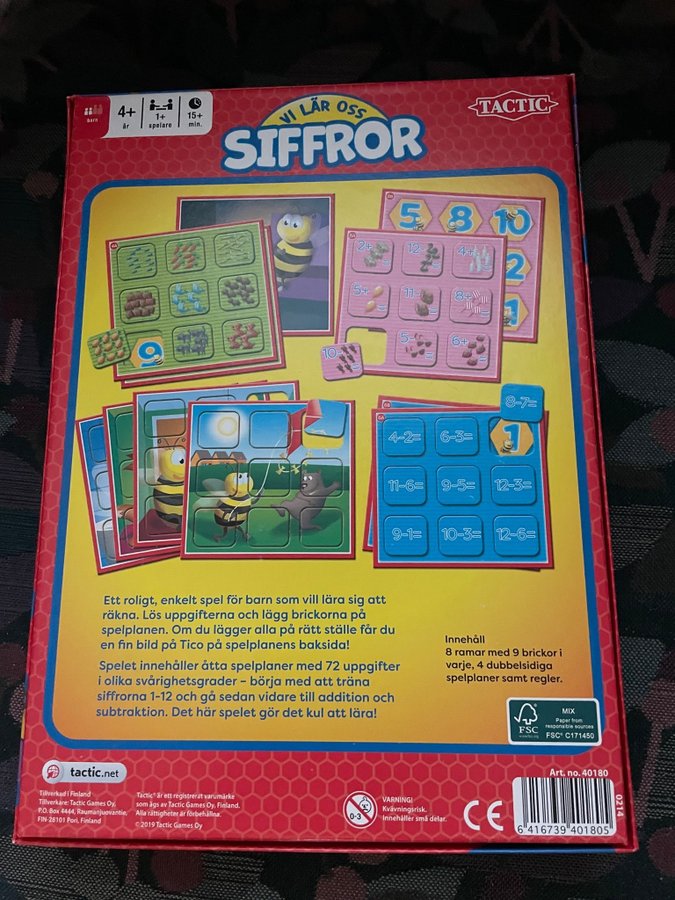 barn
4+
år
1+
spelare
15+
min.
VI LÄR OSS
SIFFROR
TACTIC
5 8 10
2
1
9
2+ =
12- =
4+ =
5+ =
11- =
8+ =
10- =
5- =
6+ =
8-7=
4-2= 6-3= 1
11-6= 9-5= 12-3=
9-1= 10-3= 12-6=
Ett roligt, enkelt spel för barn som vill lära sig att
räkna. Lös uppgifterna och lägg brickorna på
spelplanen. Om du lägger alla på rätt ställe får du
en fin bild på Tico på spelplanens baksida!
Spelet innehåller åtta spelplaner med 72 uppgifter
i olika svårighetsgrader – börja med att träna
siffrorna 1-12 och gå sedan vidare till addition och
subtraktion. Det här spelet gör det kul att lära!
Innehåll
8 ramar med 9 brickor i
varje, 4 dubbelsidiga
spelplaner samt regler.
FSC
www.fsc.org
MIX
Paper from
responsible sources
FSC® C171450
tactic.net
Tillverkad i Finland
Tillverkare: Tactic Games Oy,
P.O. Box 4444, Raumanjuovantie,
FIN-28101 Pori, Finland
Tactic® är ett registrerat varumärke
som ägs av Tactic Games Oy, Finland.
Alla rättigheter är förbehållna.
© 2019 Tactic Games Oy
0-3
VARNING!
Kvävningsrisk.
Innehåller små delar.
CE
Art. no. 40180
6 416739 401805
0214